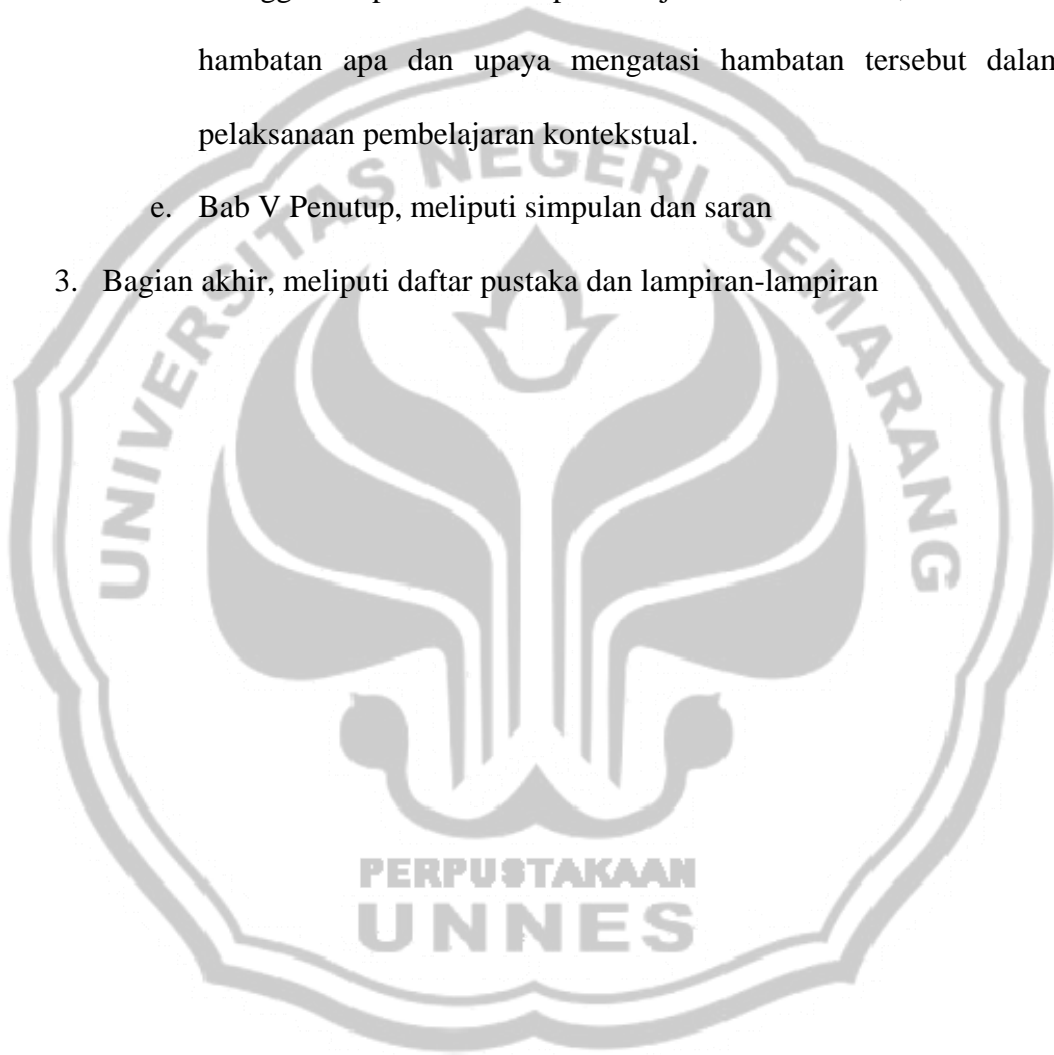 hambatan apa dan upaya mengatasi hambatan tersebut dalam
pelaksanaan pembelajaran kontekstual.
e. Bab V Penutup, meliputi simpulan dan saran
3. Bagian akhir, meliputi daftar pustaka dan lampiran-lampiran
UNIVERSITAS NEGERI SEMARANG
PERPUSTAKAAN
UNNES